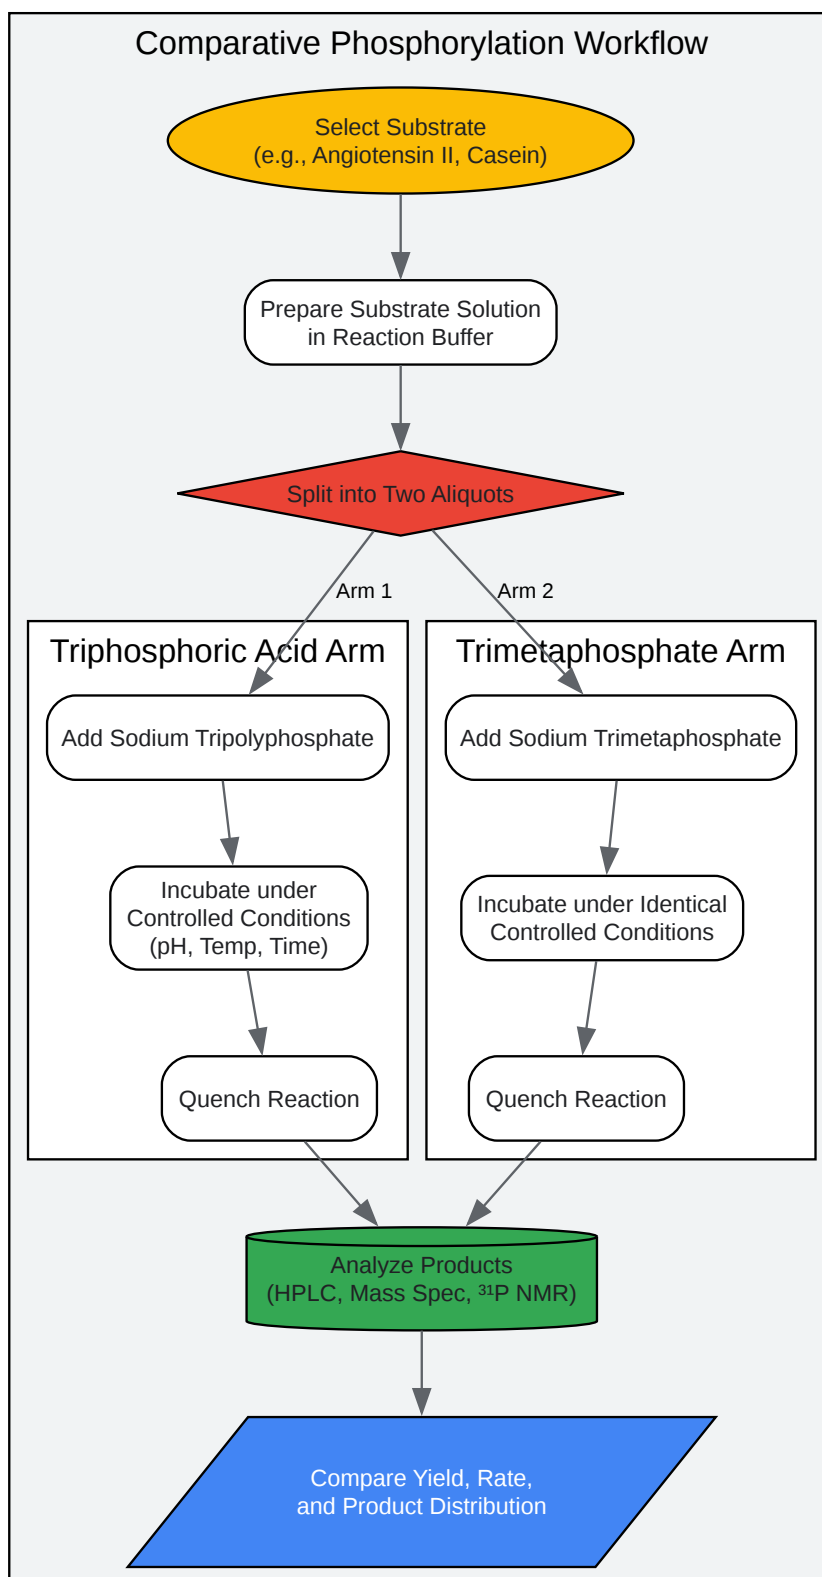 Comparative Phosphorylation Workflow
Select Substrate
(e.g., Angiotensin II, Casein)
Prepare Substrate Solution
in Reaction Buffer
Split into Two Aliquots
Arm 1
Arm 2
Triphosphoric Acid Arm
Add Sodium Tripolyphosphate
Incubate under
Controlled Conditions
(pH, Temp, Time)
Quench Reaction
Trimetaphosphate Arm
Add Sodium Trimetaphosphate
Incubate under Identical
Controlled Conditions
Quench Reaction
Analyze Products
(HPLC, Mass Spec, ³¹P NMR)
Compare Yield, Rate,
and Product Distribution